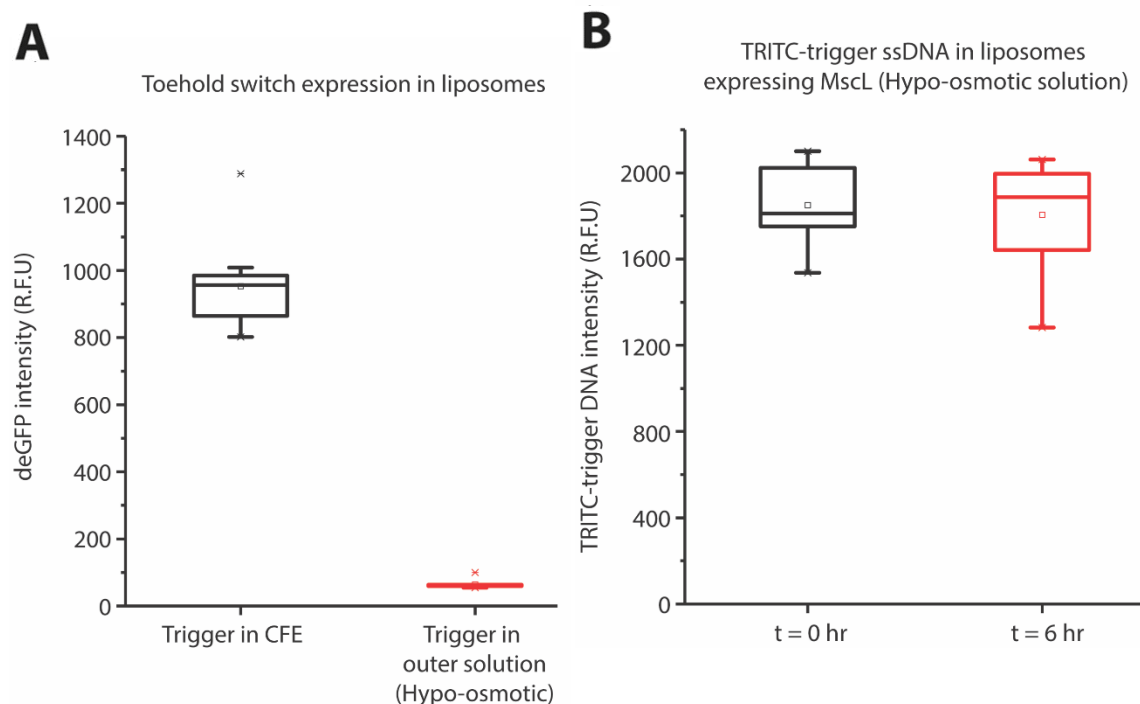 A
Toehold switch expression in liposomes
deGFP intensity (R.F.U)
1400
1200
1000
800
600
400
200
0
Trigger in CFE
Trigger in
outer solution
(Hypo-osmotic)
B
TRITC-trigger ssDNA in liposomes
expressing MscL (Hypo-osmotic solution)
TRITC-trigger DNA intensity (R.F.U)
2000
1600
1200
800
400
0
t = 0 hr
t = 6 hr